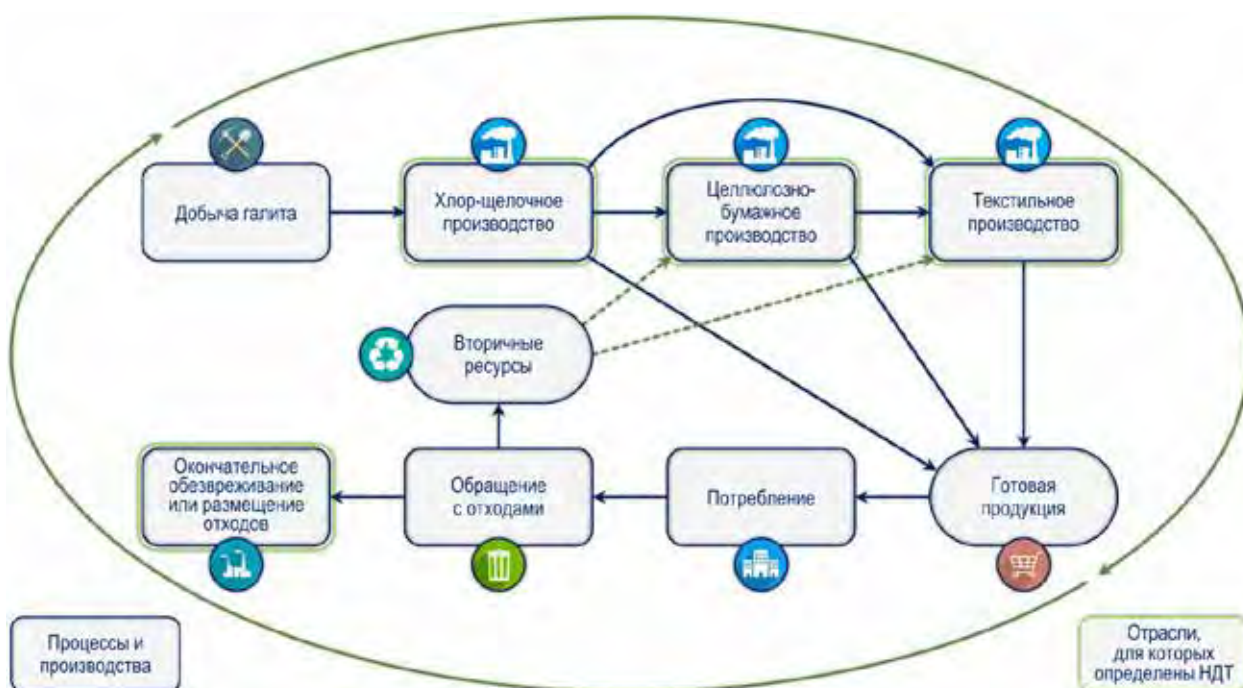 Добыча галита
Хлор-щелочное
производство
Целлюлозно-
бумажное
производство
Текстильное
производство
Вторичные
ресурсы
Окончательное
обезвреживание
или размещение
отходов
Обращение
с отходами
Потребление
Готовая
продукция
Процессы и
производства
Отрасли,
для которых
определены НДТ